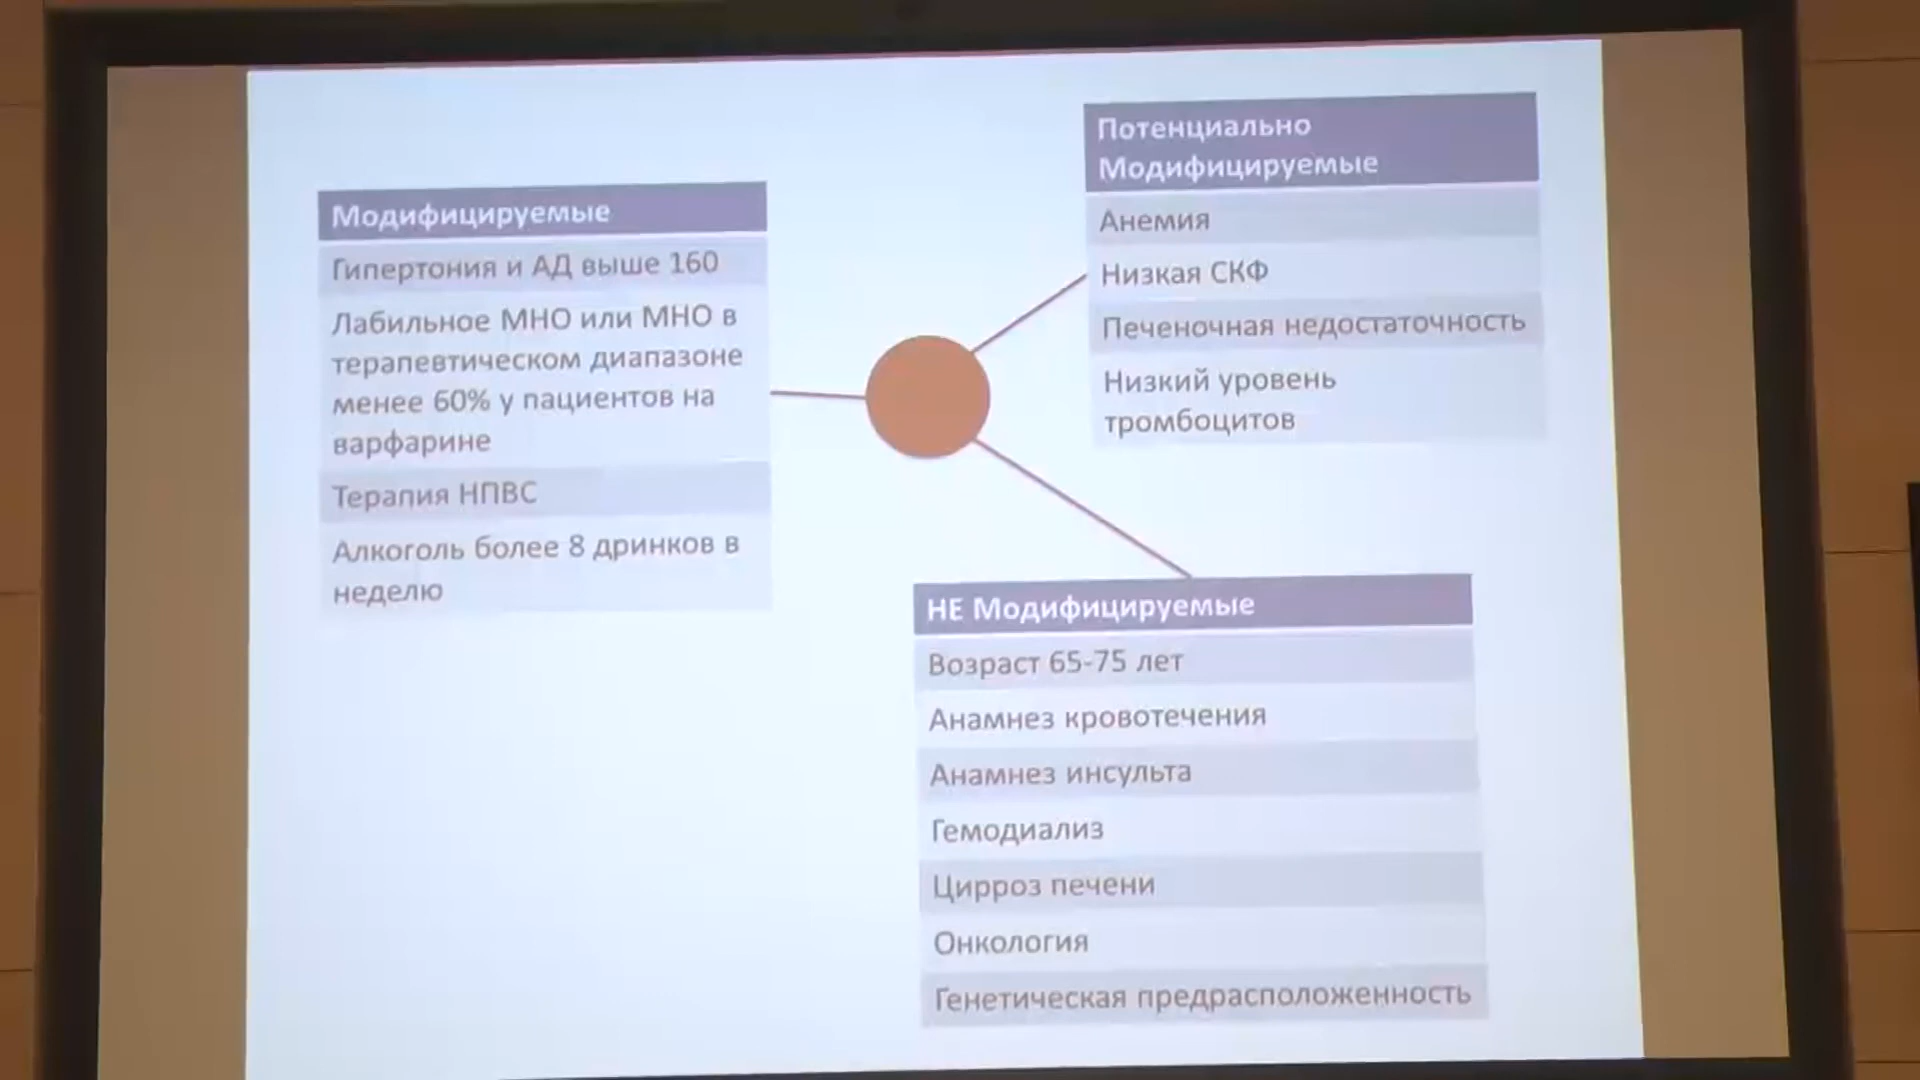 Модифицируемые
Гипертония и АД выше 160
Лабильное МНО или МНО в
терапевтическом диапазоне
менее 60% у пациентов на
варфарине
Терапия НПВС
Алкоголь более 8 дринков в
неделю
Потенциально
Модифицируемые
Анемия
Низкая СКФ
Печеночная недостаточность
Низкий уровень
тромбоцитов
НЕ Модифицируемые
Возраст 65-75 лет
Анамнез кровотечения
Анамнез инсульта
Гемодиализ
Цирроз печени
Онкология
Генетическая предрасположенность